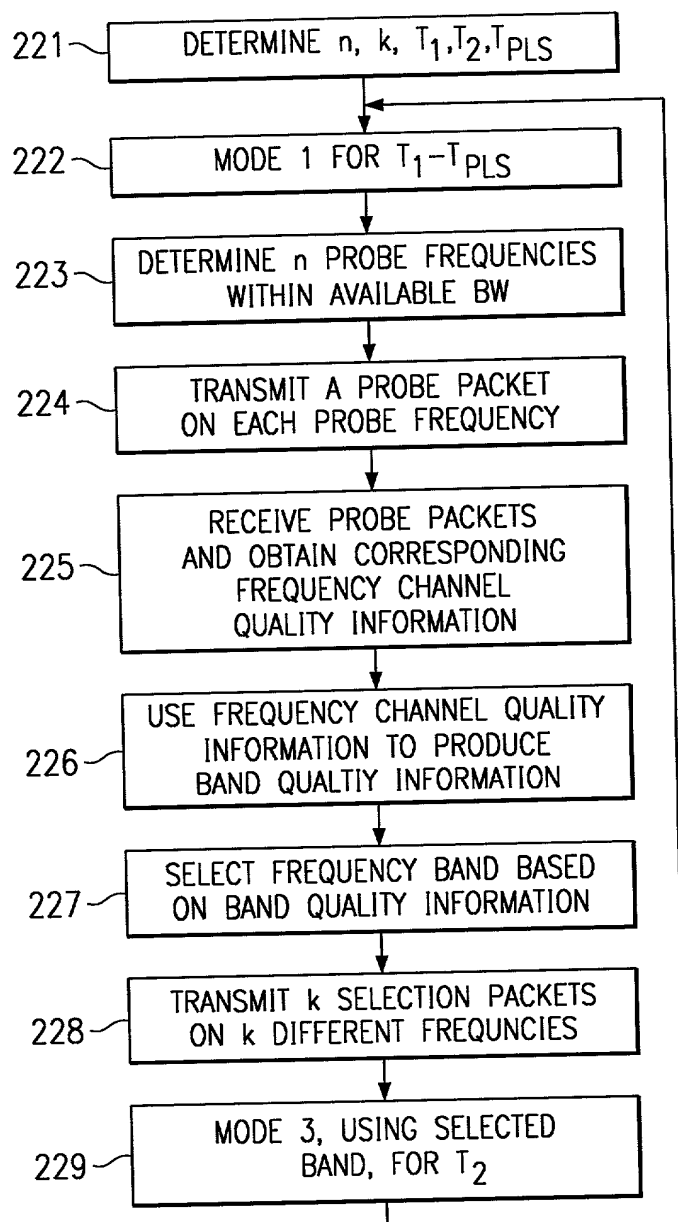 221 DETERMINE n, k, T1,T2,TPLS
222 MODE 1 FOR T1-TPLS
223 DETERMINE n PROBE FREQUENCIES
WITHIN AVAILABLE BW
224 TRANSMIT A PROBE PACKET
ON EACH PROBE FREQUENCY
225 RECEIVE PROBE PACKETS
AND OBTAIN CORRESPONDING
FREQUENCY CHANNEL
QUALITY INFORMATION
226 USE FREQUENCY CHANNEL QUALITY
INFORMATION TO PRODUCE
BAND QUALTIY INFORMATION
227 SELECT FREQUENCY BAND BASED
ON BAND QUALITY INFORMATION
228 TRANSMIT k SELECTION PACKETS
ON k DIFFERENT FREQUNCIES
229 MODE 3, USING SELECTED
BAND, FOR T2